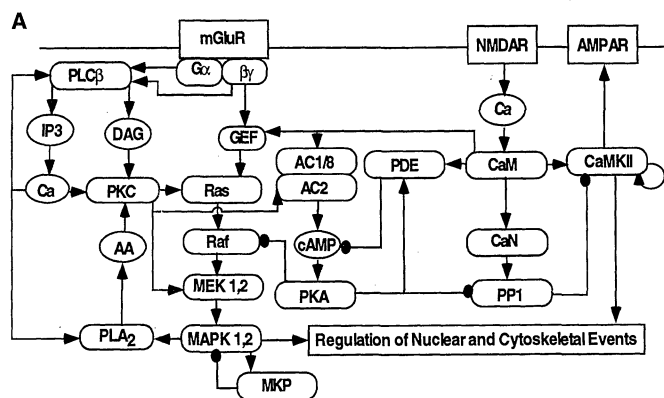 A
mGluR
NMDAR
AMPAR
PLCβ
Gα
βγ
Ca
IP3
DAG
GEF
AC1/8
PDE
CaM
CaMKII
Ca
PKC
Ras
AC2
AA
Raf
cAMP
CaN
MEK 1,2
PKA
PP1
PLA2
MAPK 1,2
Regulation of Nuclear and Cytoskeletal Events
MKP